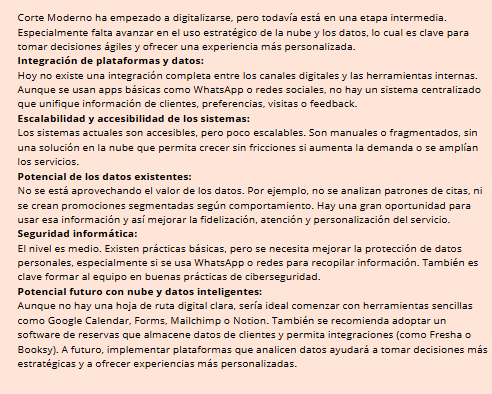 Corte Moderno ha empezado a digitalizarse, pero todavía está en una etapa intermedia.
Especialmente falta avanzar en el uso estratégico de la nube y los datos, lo cual es clave para
tomar decisiones ágiles y ofrecer una experiencia más personalizada.
Integración de plataformas y datos:
Hoy no existe una integración completa entre los canales digitales y las herramientas internas.
Aunque se usan apps básicas como WhatsApp o redes sociales, no hay un sistema centralizado
que unifique información de clientes, preferencias, visitas o feedback.
Escalabilidad y accesibilidad de los sistemas:
Los sistemas actuales son accesibles, pero poco escalables. Son manuales o fragmentados, sin
una solución en la nube que permita crecer sin fricciones si aumenta la demanda o se amplían
los servicios.
Potencial de los datos existentes:
No se está aprovechando el valor de los datos. Por ejemplo, no se analizan patrones de citas, ni
se crean promociones segmentadas según comportamiento. Hay una gran oportunidad para
usar esa información y así mejorar la fidelización, atención y personalización del servicio.
Seguridad informática:
El nivel es medio. Existen prácticas básicas, pero se necesita mejorar la protección de datos
personales, especialmente si se usa WhatsApp o redes para recopilar información. También es
clave formar al equipo en buenas prácticas de ciberseguridad.
Potencial futuro con nube y datos inteligentes:
Aunque no hay una hoja de ruta digital clara, sería ideal comenzar con herramientas sencillas
como Google Calendar, Forms, Mailchimp o Notion. También se recomienda adoptar un
software de reservas que almacene datos de clientes y permita integraciones (como Fresha o
Booksy). A futuro, implementar plataformas que analicen datos ayudará a tomar decisiones más
estratégicas y a ofrecer experiencias más personalizadas.